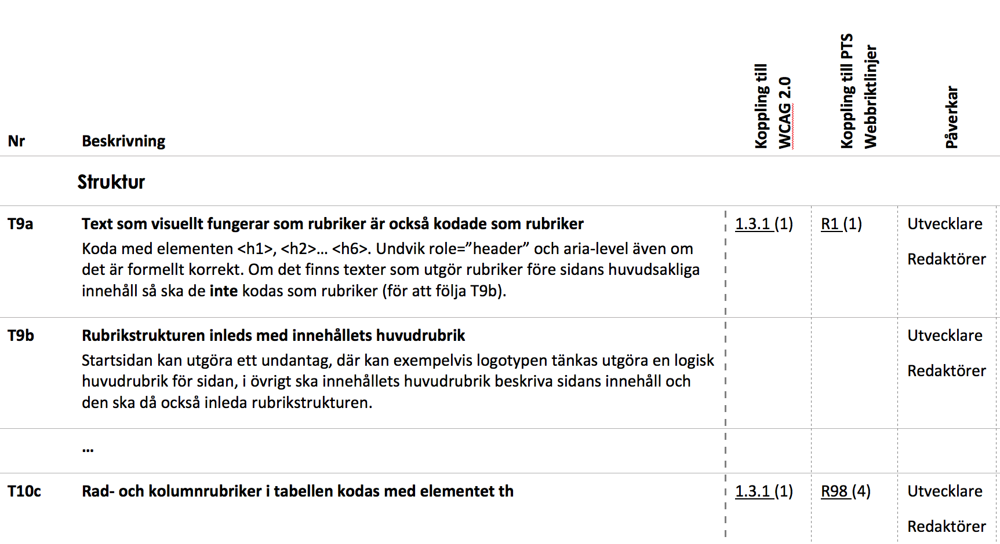 Nr Beskrivning Koppling till WCAG 2.0 Koppling till PTS Webbriktlinjer Påverkar
Struktur
T9a Text som visuellt fungerar som rubriker är också kodade som rubriker 1.3.1 (1) R1 (1) Utvecklare
Koda med elementen <h1>, <h2>… <h6>. Undvik role=”header” och aria-level även om
det är formellt korrekt. Om det finns texter som utgör rubriker före sidans huvudsakliga Redaktörer
innehåll så ska de inte kodas som rubriker (för att följa T9b).
T9b Rubrikstrukturen inleds med innehållets huvudrubrik Utvecklare
Startsidan kan utgöra ett undantag, där kan exempelvis logotypen tänkas utgöra en logisk Redaktörer
huvudrubrik för sidan, i övrigt ska innehållets huvudrubrik beskriva sidans innehåll och
den ska då också inleda rubrikstrukturen.
…
T10c Rad- och kolumnrubriker i tabellen kodas med elementet th 1.3.1 (1) R98 (4) Utvecklare
Redaktörer